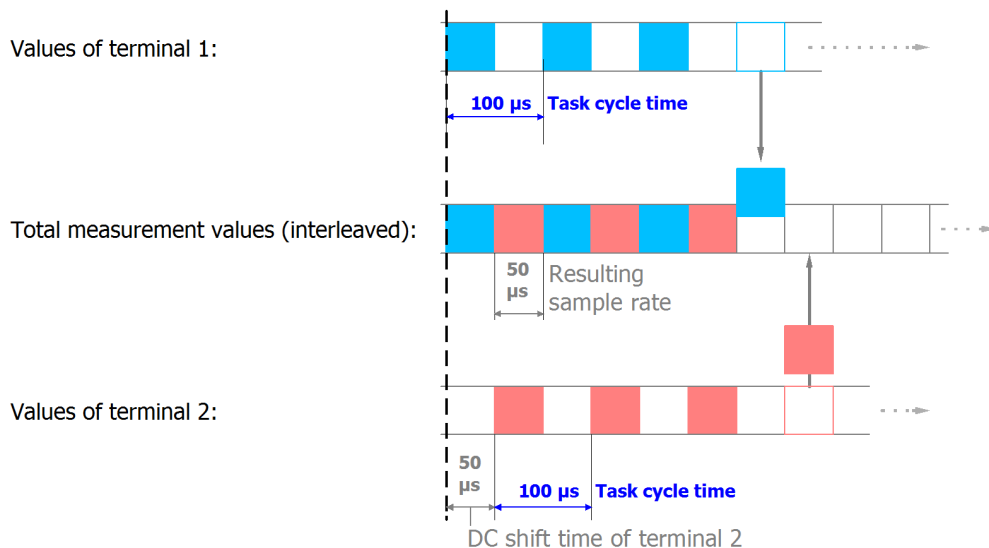 Values of terminal 1:
100 µs Task cycle time
Total measurement values (interleaved):
50
µs
Resulting
sample rate
Values of terminal 2:
50
µs
100 µs Task cycle time
DC shift time of terminal 2